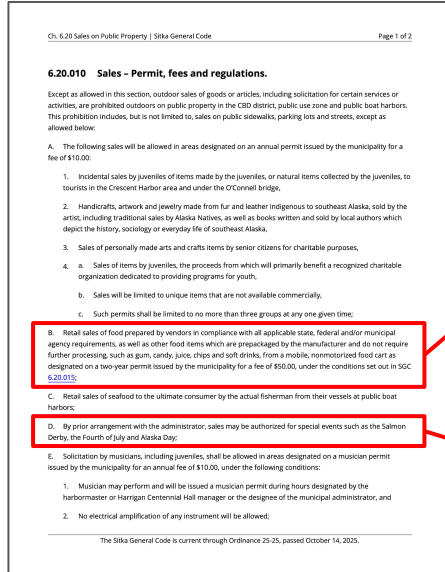 Ch. 6.20 Sales on Public Property | Sitka General Code Page 1 of 2
6.20.010 Sales – Permit, fees and regulations.
Except as allowed in this section, outdoor sales of goods or articles, including solicitation for certain services or
activities, are prohibited outdoors on public property in the CBD district, public use zone and public boat harbors.
This prohibition includes, but is not limited to, sales on public sidewalks, parking lots and streets, except as
allowed below:
A. The following sales will be allowed in areas designated on an annual permit issued by the municipality for a
fee of $10.00:
1. Incidental sales by juveniles of items made by the juveniles, or natural items collected by the juveniles, to
tourists in the Crescent Harbor area and under the O'Connell bridge,
2. Handicrafts, artwork and jewelry made from fur and leather indigenous to southeast Alaska, sold by the
artist, including traditional sales by Alaska Natives, as well as books written and sold by local authors which
depict the history, sociology or everyday life of southeast Alaska,
3. Sales of personally made arts and crafts items by senior citizens for charitable purposes,
4. a. Sales of items by juveniles, the proceeds from which will primarily benefit a recognized charitable
organization dedicated to providing programs for youth,
b. Sales will be limited to unique items that are not available commercially,
c. Such permits shall be limited to no more than three groups at any one given time;
B. Retail sales of food prepared by vendors in compliance with all applicable state, federal and/or municipal
agency requirements, as well as other food items which are prepackaged by the manufacturer and do not require
further processing, such as gum, candy, juice, chips and soft drinks, from a mobile, nonmotorized food cart as
designated on a two-year permit issued by the municipality for a fee of $50.00, under the conditions set out in SGC
6.20.015;
C. Retail sales of seafood to the ultimate consumer by the actual fisherman from their vessels at public boat
harbors;
D. By prior arrangement with the administrator, sales may be authorized for special events such as the Salmon
Derby, the Fourth of July and Alaska Day;
E. Solicitation by musicians, including juveniles, shall be allowed in areas designated on a musician permit
issued by the municipality for an annual fee of $10.00, under the following conditions:
1. Musician may perform and will be issued a musician permit during hours designated by the
harbormaster or Harrigan Centennial Hall manager or the designee of the municipal administrator, and
2. No electrical amplification of any instrument will be allowed;
The Sitka General Code is current through Ordinance 25-25, passed October 14, 2025.